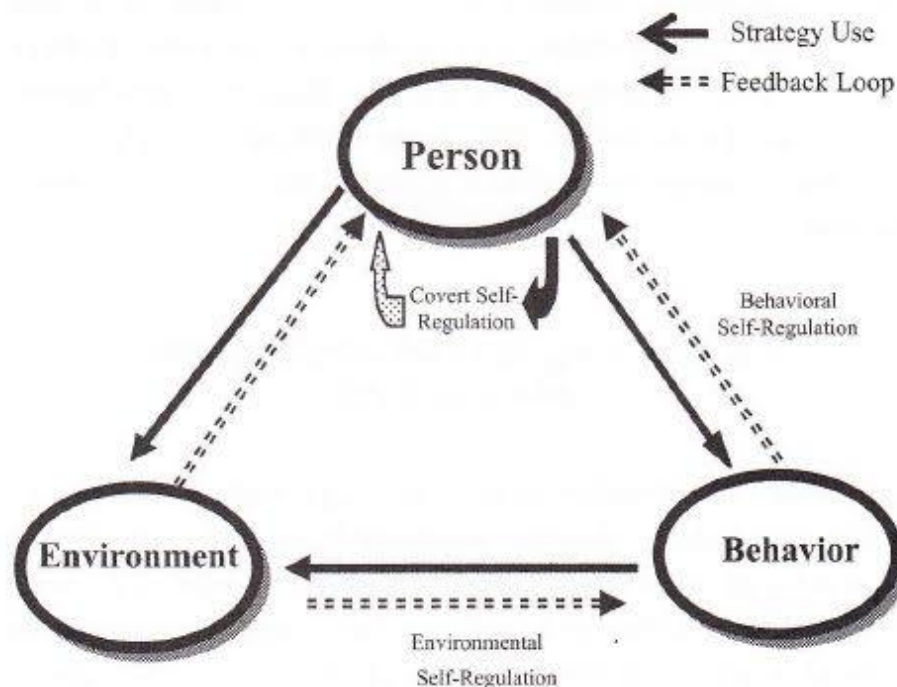 Strategy Use
Feedback Loop
Person
Covert Self-
Regulation
Behavioral
Self-Regulation
Environment
Behavior
Environmental
Self-Regulation